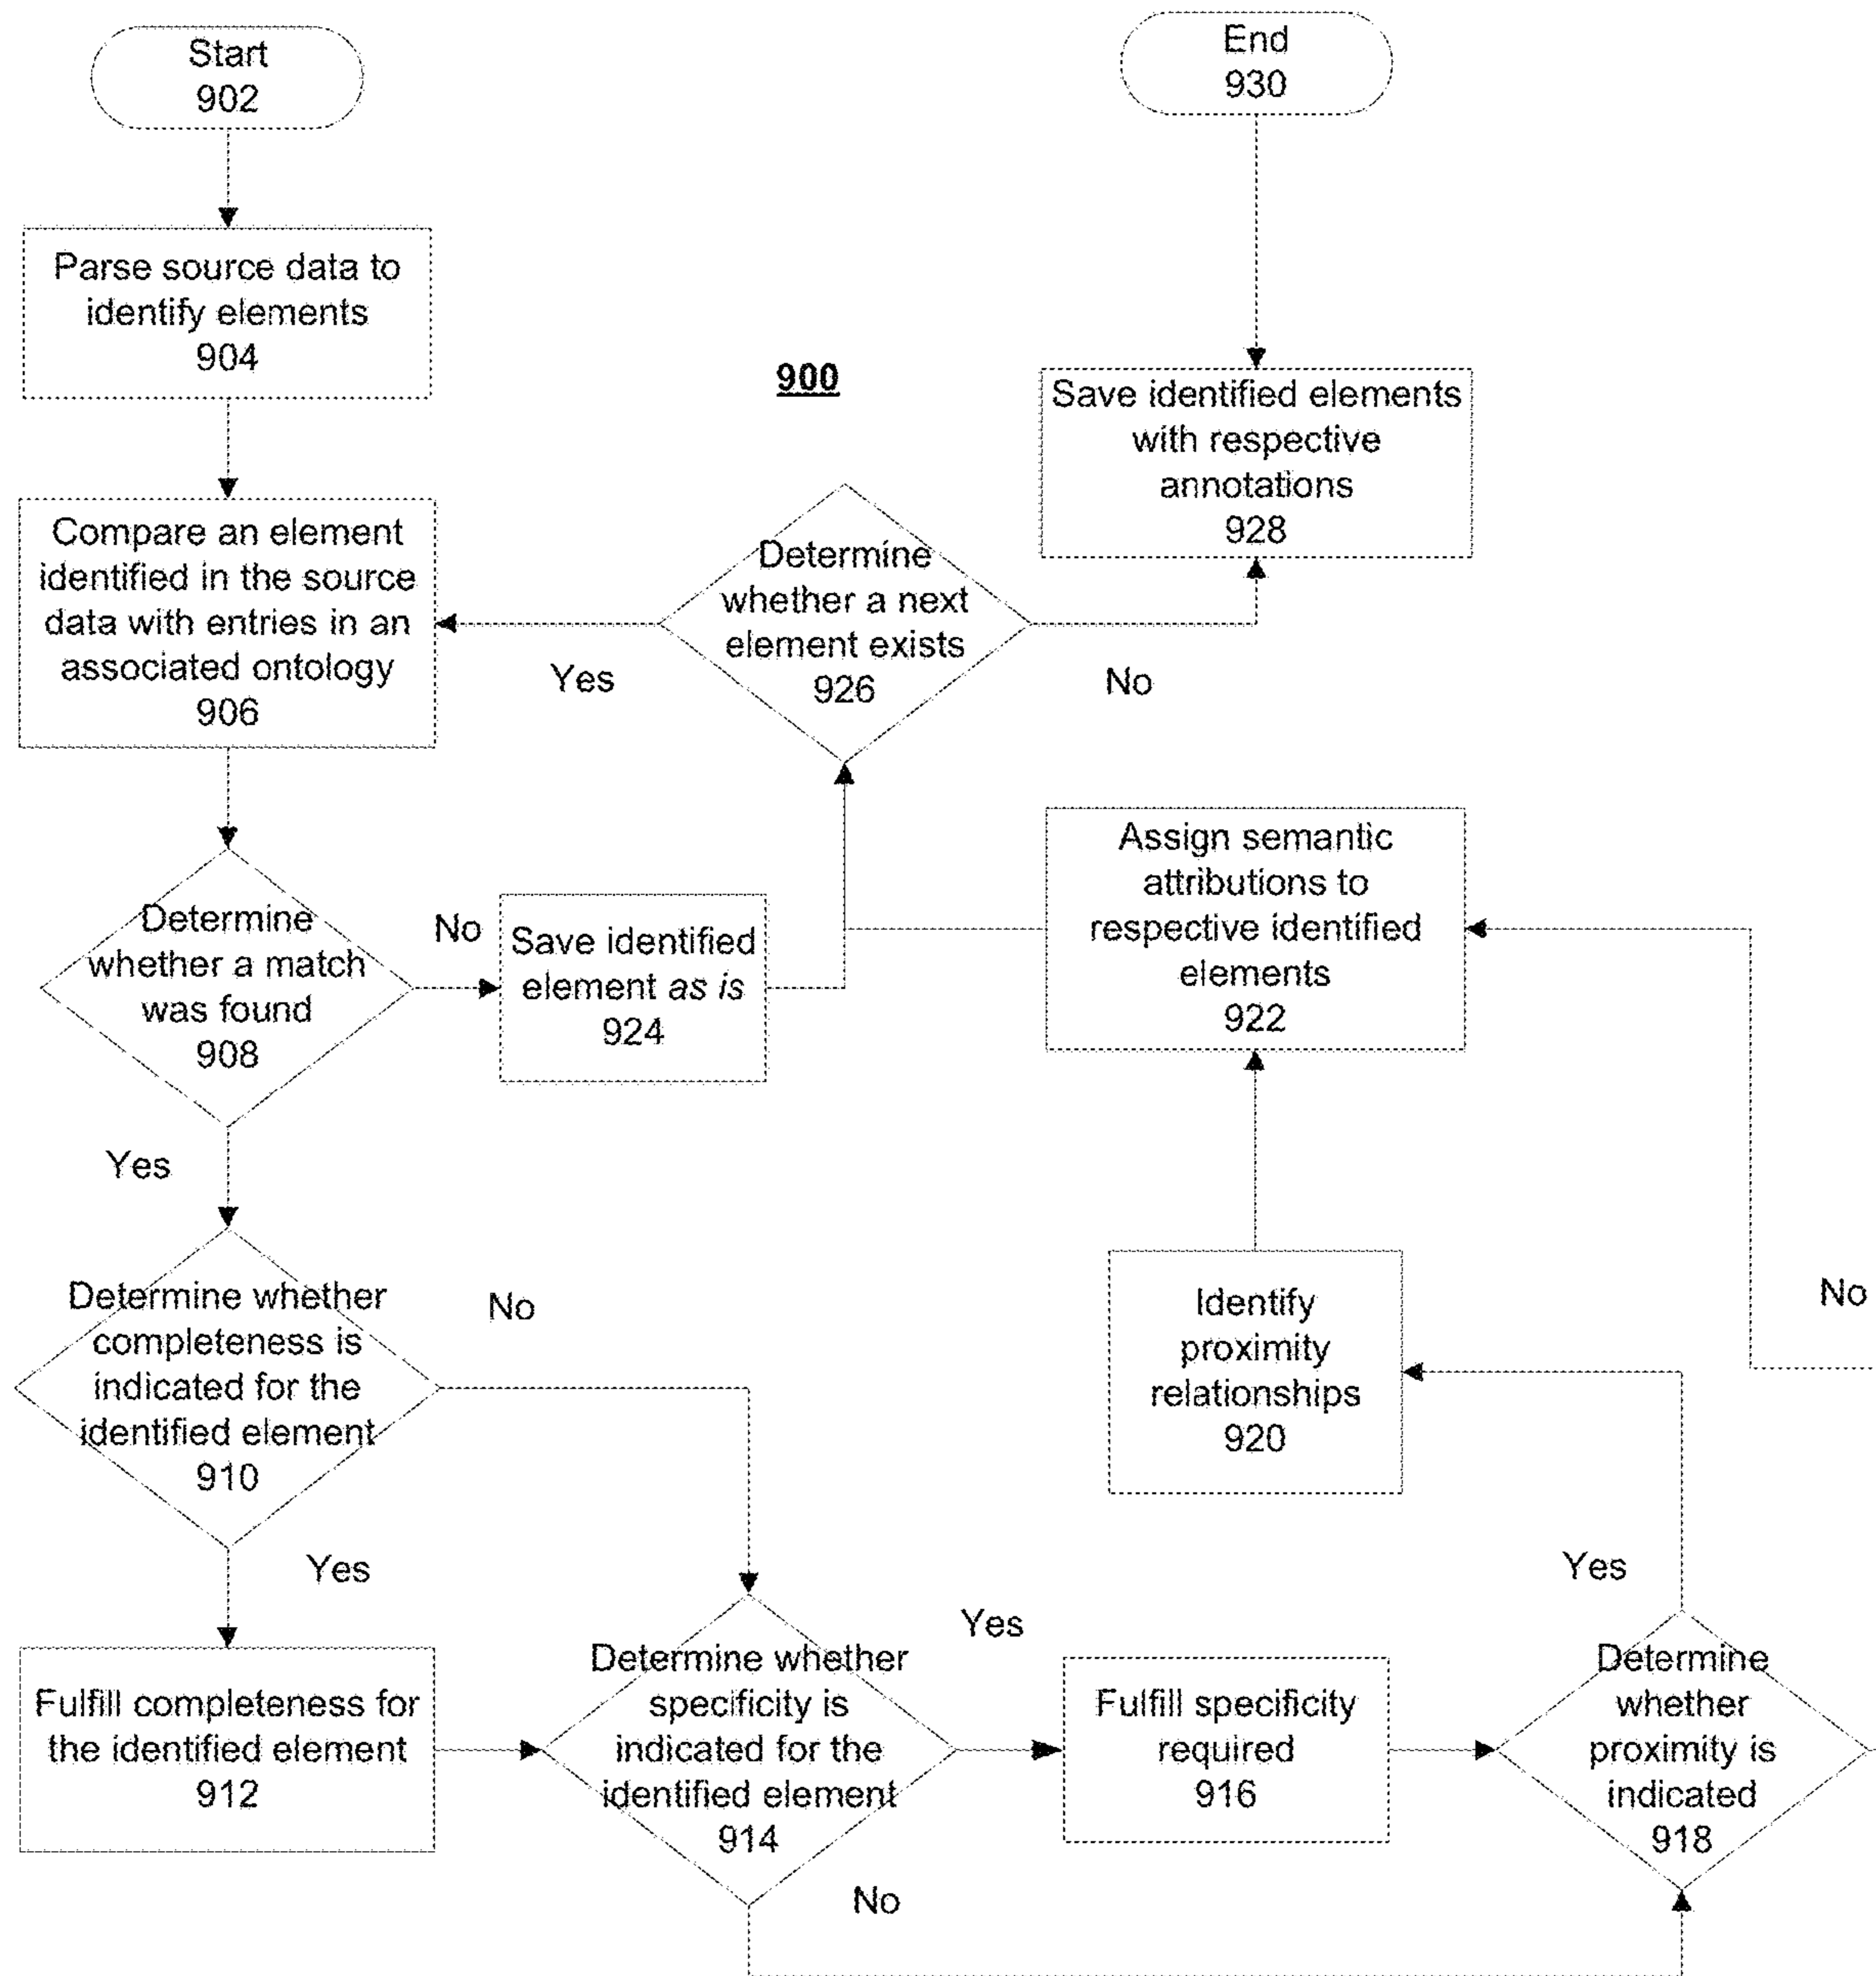 Start
902
Parse source data to
identify elements
904
Compare an element
identified in the source
data with entries in an
associated ontology
906
Determine
whether a match
was found
908
No
Save identified
element as is
924
Yes
Determine whether
completeness is
indicated for the
identified element
910
No
Yes
Fulfill completeness for
the identified element
912
Determine whether
specificity is
indicated for the
identified element
914
Yes
No
Fulfill specificity
required
916
Determine
whether
proximity is
indicated
918
Yes
No
Identify
proximity
relationships
920
Assign semantic
attributions to
respective identified
elements
922
Determine
whether a next
element exists
926
Yes
No
Save identified elements
with respective
annotations
928
End
930
900